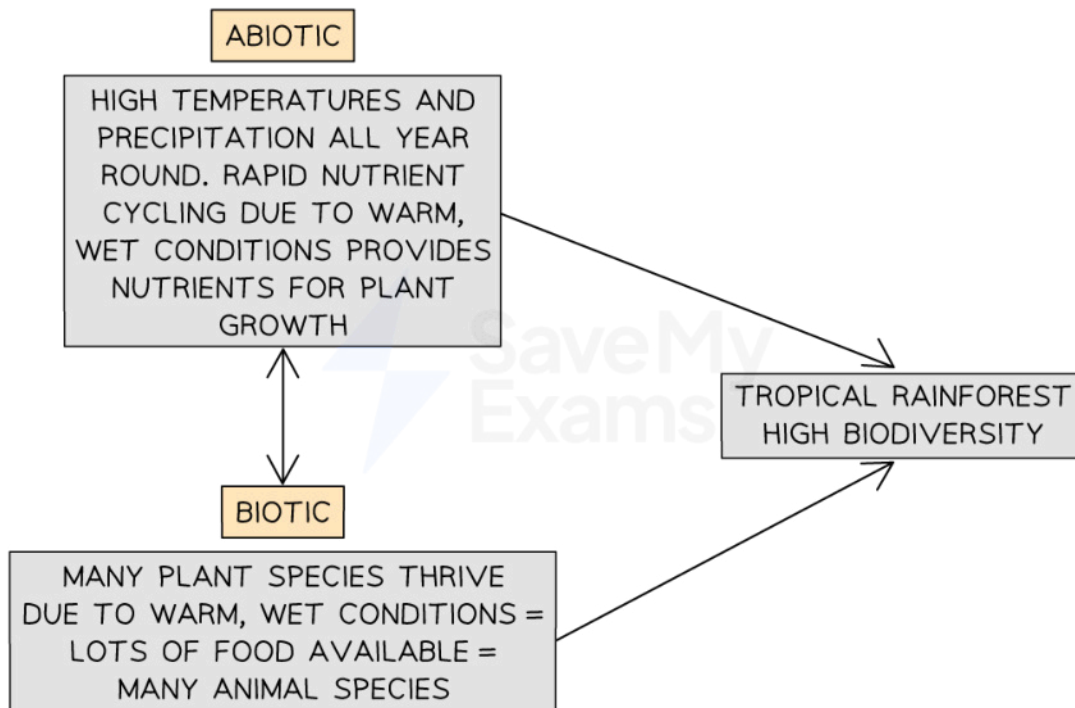 ABIOTIC
HIGH TEMPERATURES AND
PRECIPITATION ALL YEAR
ROUND. RAPID NUTRIENT
CYCLING DUE TO WARM,
WET CONDITIONS PROVIDES
NUTRIENTS FOR PLANT
GROWTH
SaveMy
Exams
TROPICAL RAINFOREST
HIGH BIODIVERSITY
BIOTIC
MANY PLANT SPECIES THRIVE
DUE TO WARM, WET CONDITIONS =
LOTS OF FOOD AVAILABLE =
MANY ANIMAL SPECIES